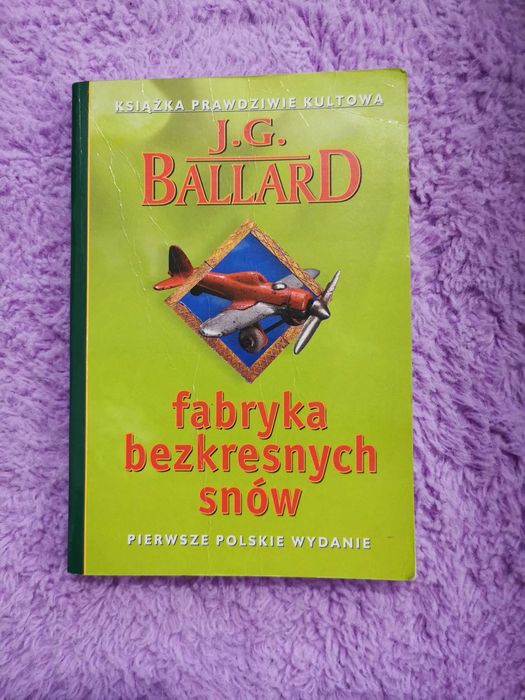 KSIĄŻKA PRAWDZIWIE KULTOWA
J.G.
BALLARD
fabryka
bezkresnych
snów
PIERWSZE POLSKIE WYDANIE